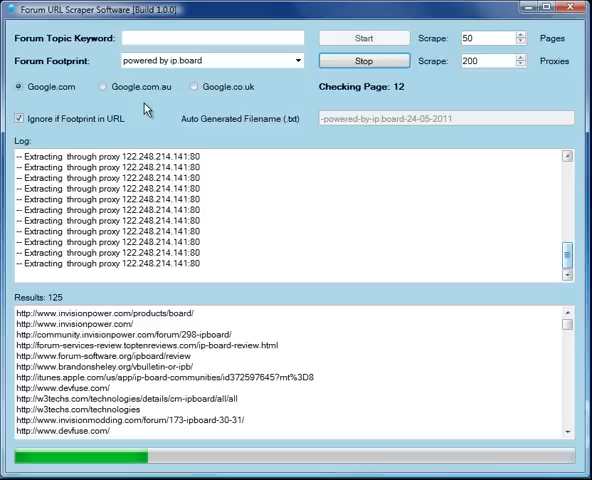 Forum URL Scraper Software [Build 1.0.0]
Forum Topic Keyword: Start Scrape: 50 Pages
Forum Footprint: powered by ip.board Stop Scrape: 200 Proxies
Google.com Google.com.au Google.co.uk Checking Page: 12
Ignore if Footprint in URL Auto Generated Filename (.txt) -powered-by-ip.board-24-05-2011
Log:
-- Extracting through proxy 122.248.214.141:80
-- Extracting through proxy 122.248.214.141:80
-- Extracting through proxy 122.248.214.141:80
-- Extracting through proxy 122.248.214.141:80
-- Extracting through proxy 122.248.214.141:80
-- Extracting through proxy 122.248.214.141:80
-- Extracting through proxy 122.248.214.141:80
-- Extracting through proxy 122.248.214.141:80
-- Extracting through proxy 122.248.214.141:80
-- Extracting through proxy 122.248.214.141:80
-- Extracting through proxy 122.248.214.141:80
Results: 125
http://www.invisionpower.com/products/board/
http://www.invisionpower.com/
http://community.invisionpower.com/forum/298-ipboard/
http://forum-services-review.toptenreviews.com/ip-board-review.html
http://www.forum-software.org/ipboard/review
http://www.brandonsheley.org/vbulletin-or-ipb/
http://itunes.apple.com/us/app/ip-board-communities/id372597645?mt%3D8
http://www.devfuse.com/
http://w3techs.com/technologies/details/cm-ipboard/all/all
http://w3techs.com/technologies
http://www.invisionmodding.com/forum/173-ipboard-30-31/
http://www.devfuse.com/